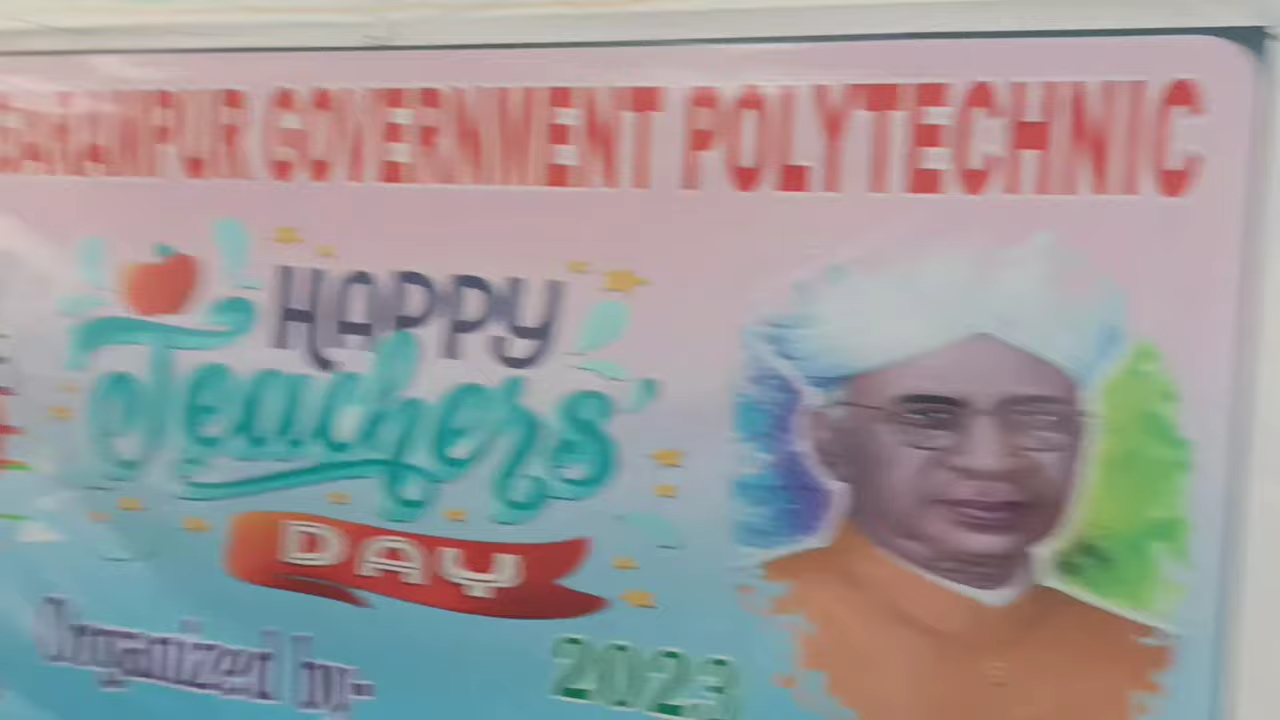 GOVERNMENT POLYTECHNIC
HAPPY
Teachers
DAY
Organized by-
2023